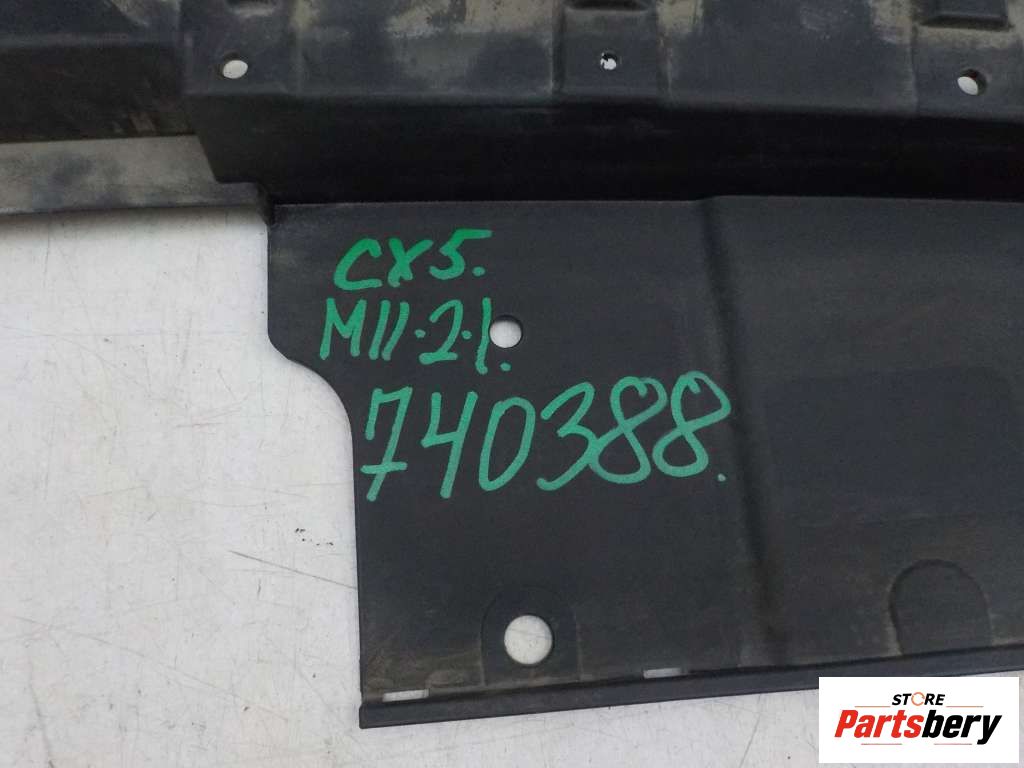 CX5.
M11.2.1.
740388.
STORE
Partsbery